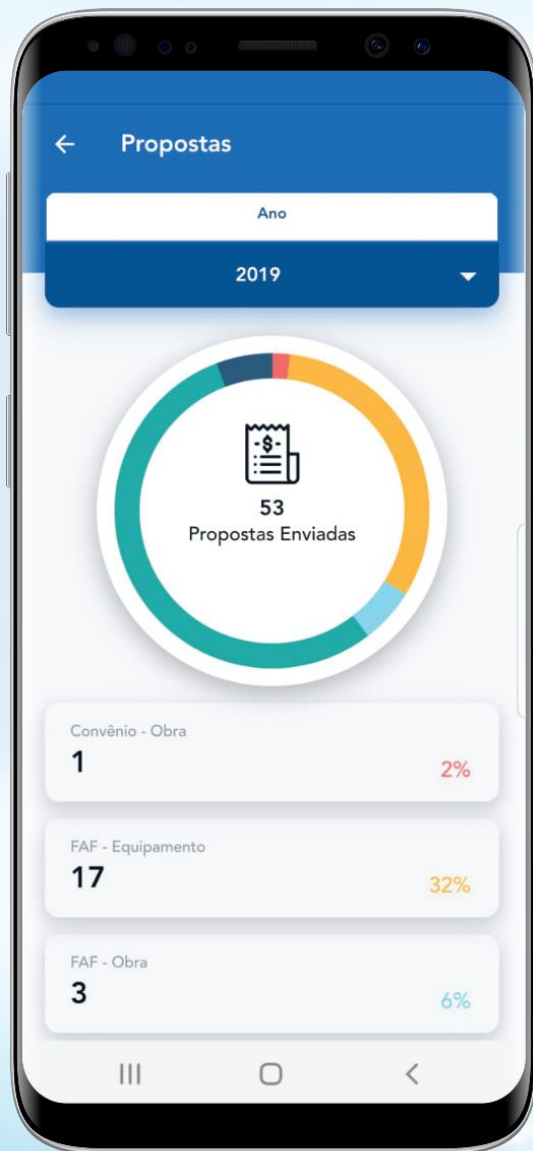 Propostas
Ano
2019
-$-
53
Propostas Enviadas
Convênio - Obra
1
2%
FAF - Equipamento
17
32%
FAF - Obra
3
6%